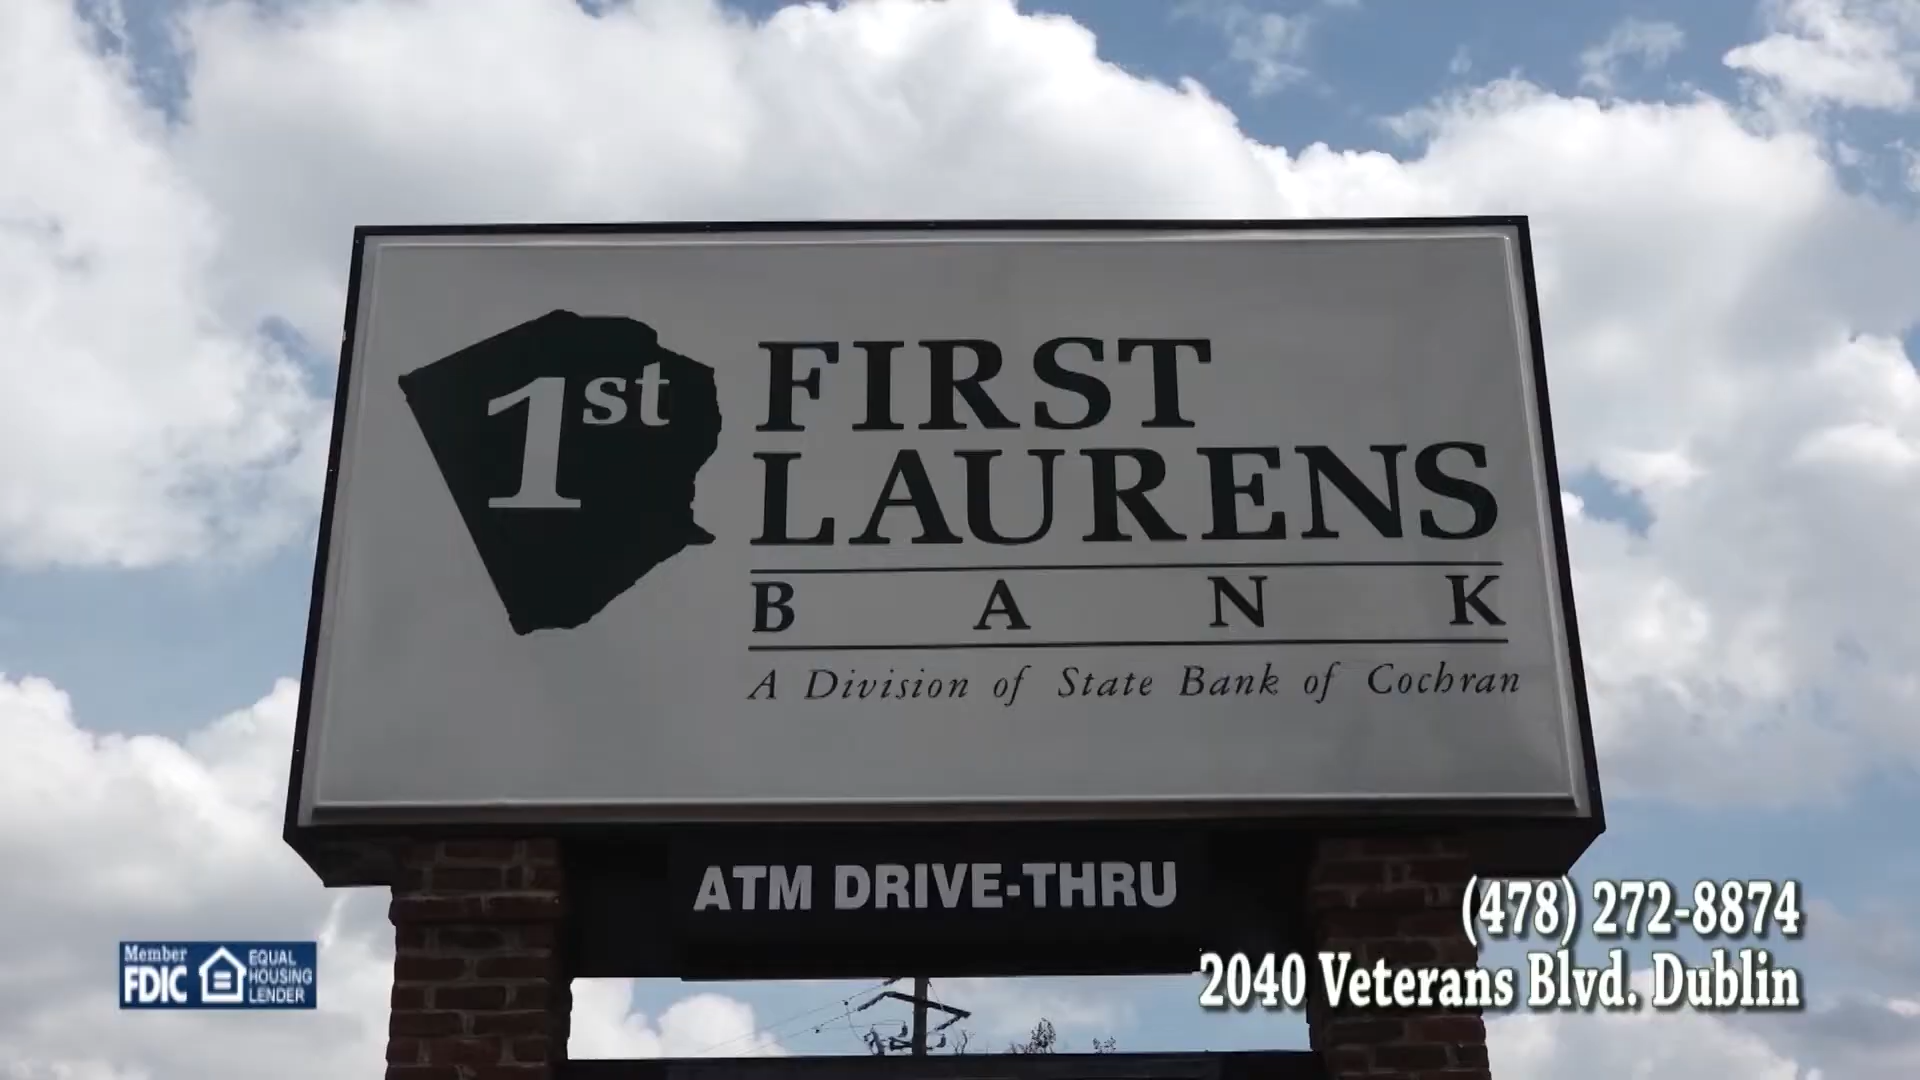 1st
FIRST
LAURENS
BANK
A Division of State Bank of Cochran
ATM DRIVE-THRU
(478) 272-8874
2040 Veterans Blvd. Dublin
Member
FDIC
EQUAL
HOUSING
LENDER